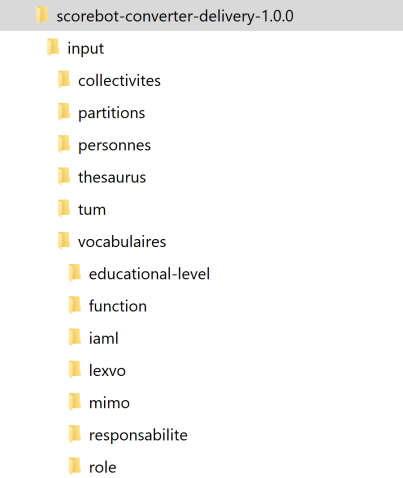 scorebot-converter-delivery-1.0.0
input
collectivites
partitions
personnes
thesaurus
tum
vocabulaires
educational-level
function
iaml
lexvo
mimo
responsabilite
role